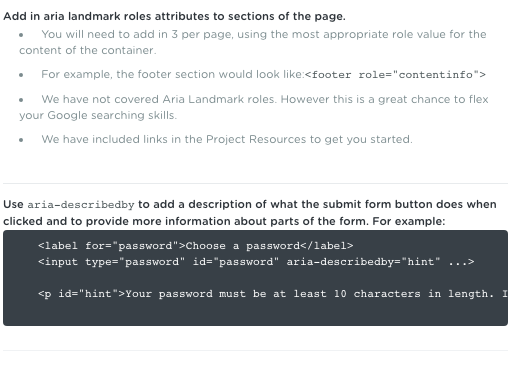 Add in aria landmark roles attributes to sections of the page.
• You will need to add in 3 per page, using the most appropriate role value for the
content of the container.
• For example, the footer section would look like:<footer role="contentinfo">
• We have not covered Aria Landmark roles. However this is a great chance to flex
your Google searching skills.
• We have included links in the Project Resources to get you started.
Use aria-describedby to add a description of what the submit form button does when
clicked and to provide more information about parts of the form. For example:
<label for="password">Choose a password</label>
<input type="password" id="password" aria-describedby="hint" ...>
<p id="hint">Your password must be at least 10 characters in length. I